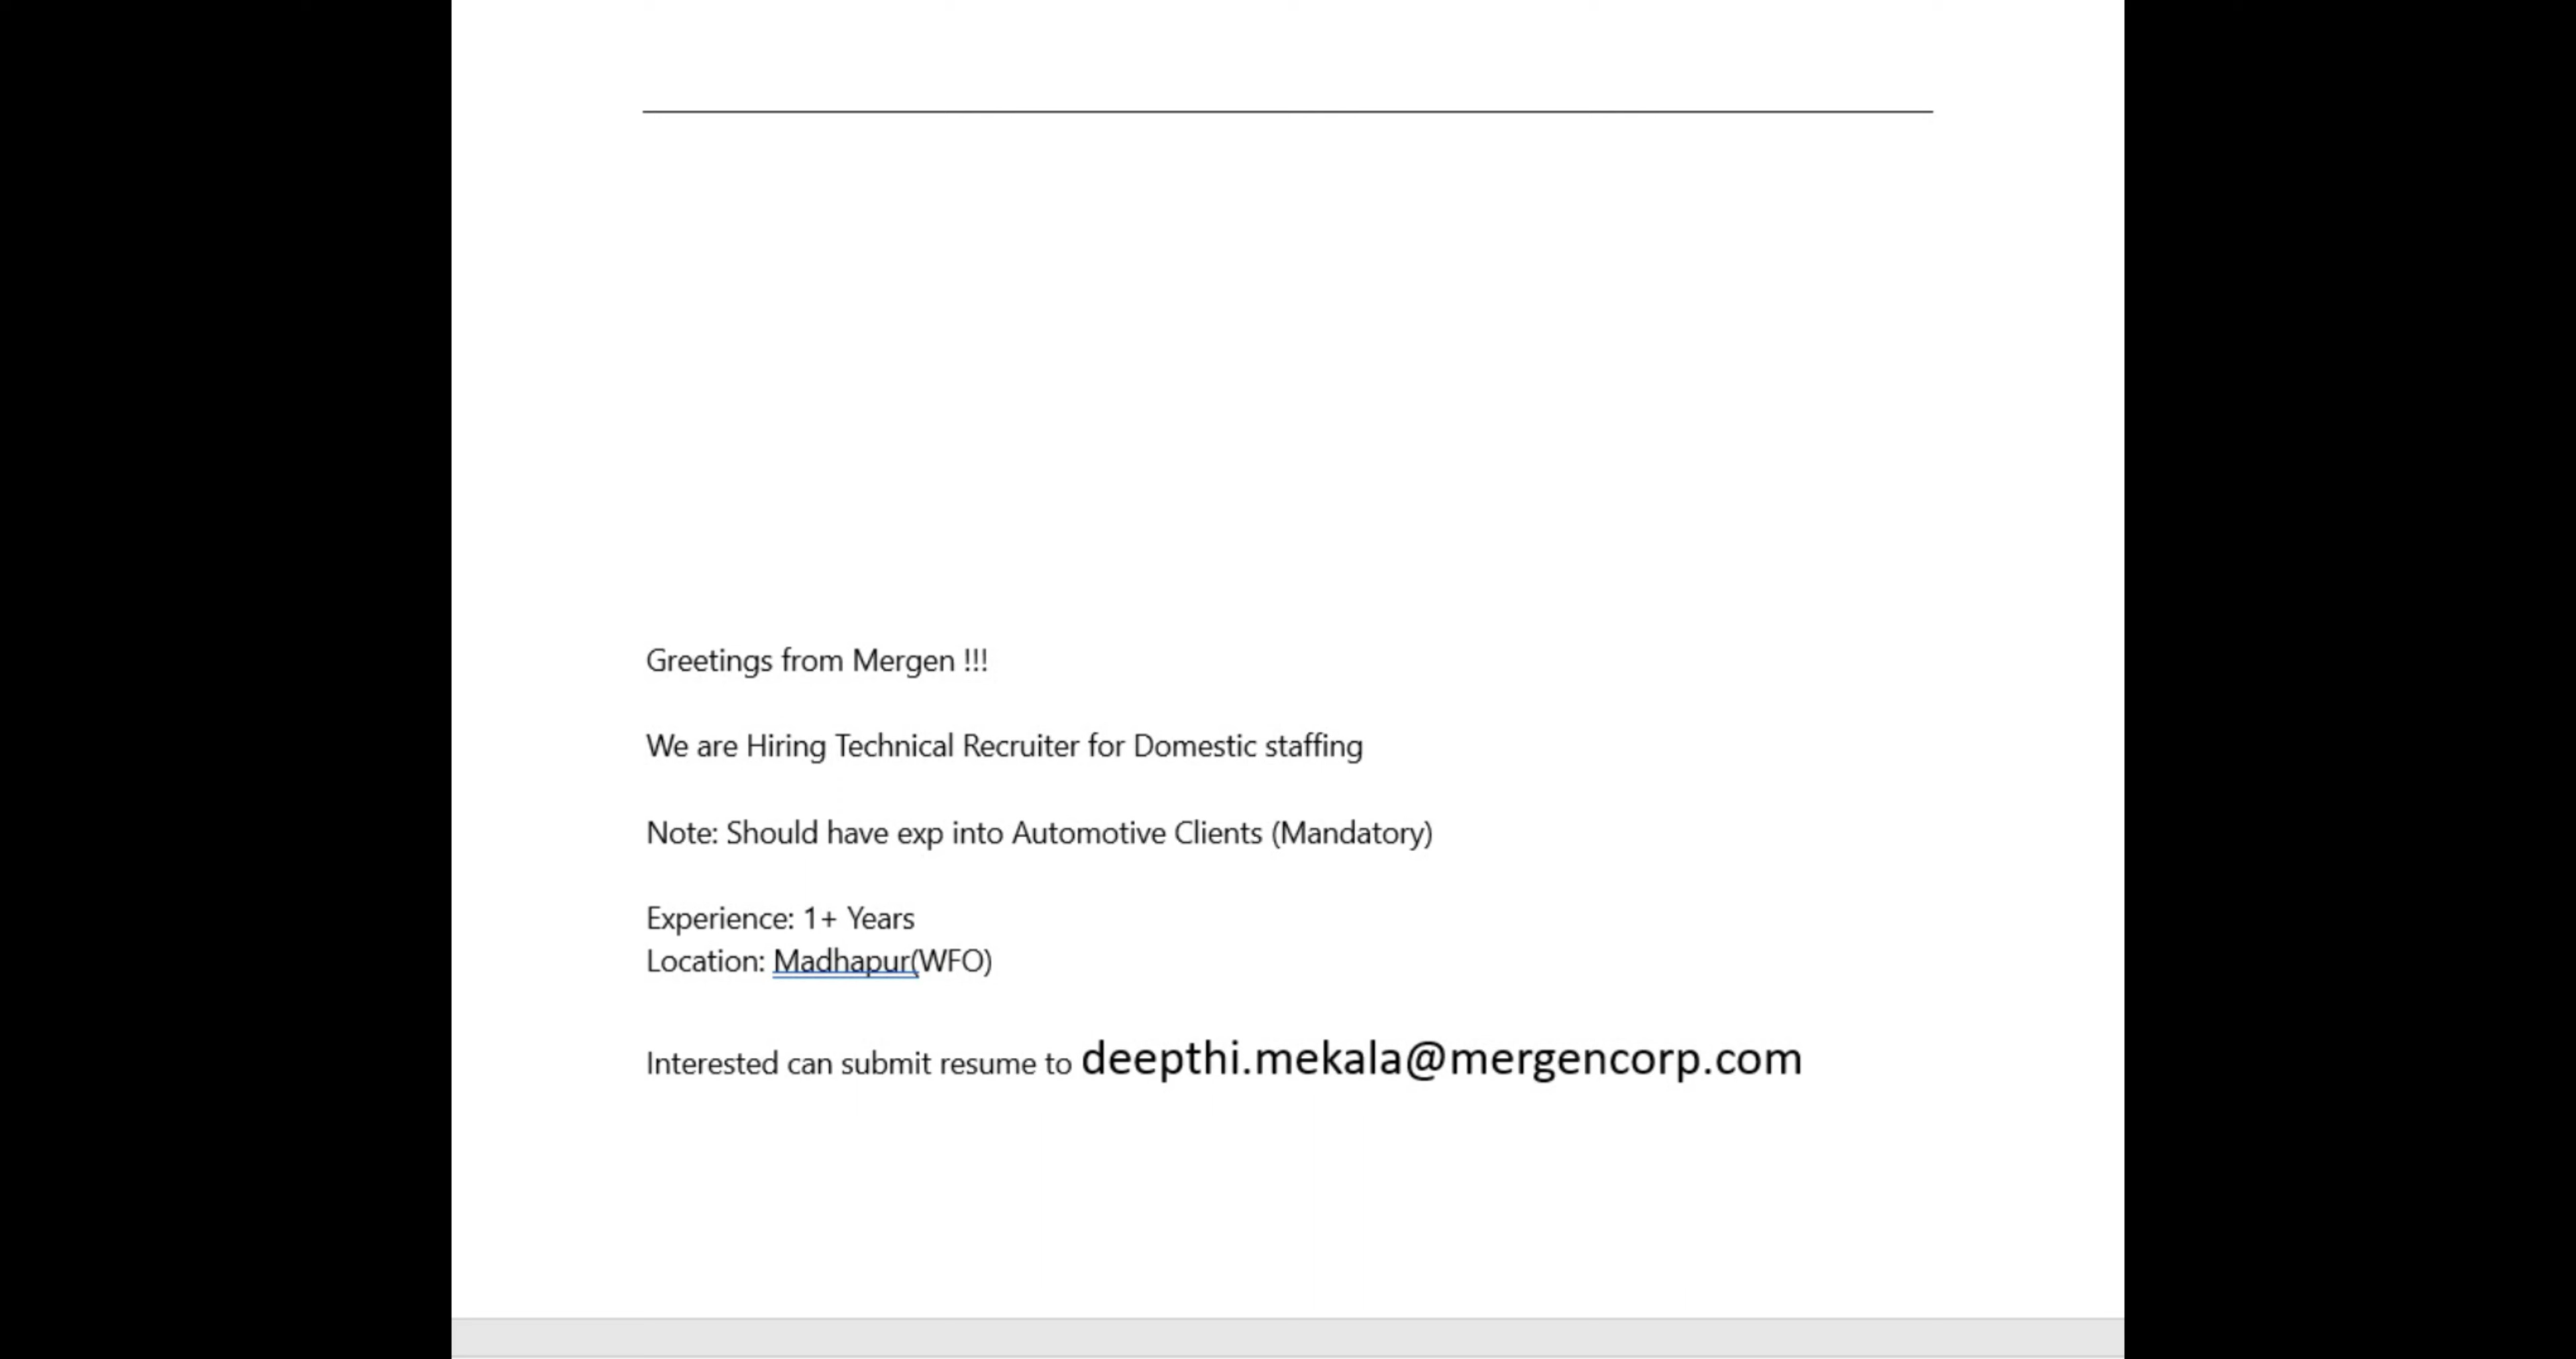 Greetings from Mergen !!!
We are Hiring Technical Recruiter for Domestic staffing
Note: Should have exp into Automotive Clients (Mandatory)
Experience: 1+ Years
Location: Madhapur(WFO)
Interested can submit resume to deepthi.mekala@mergencorp.com